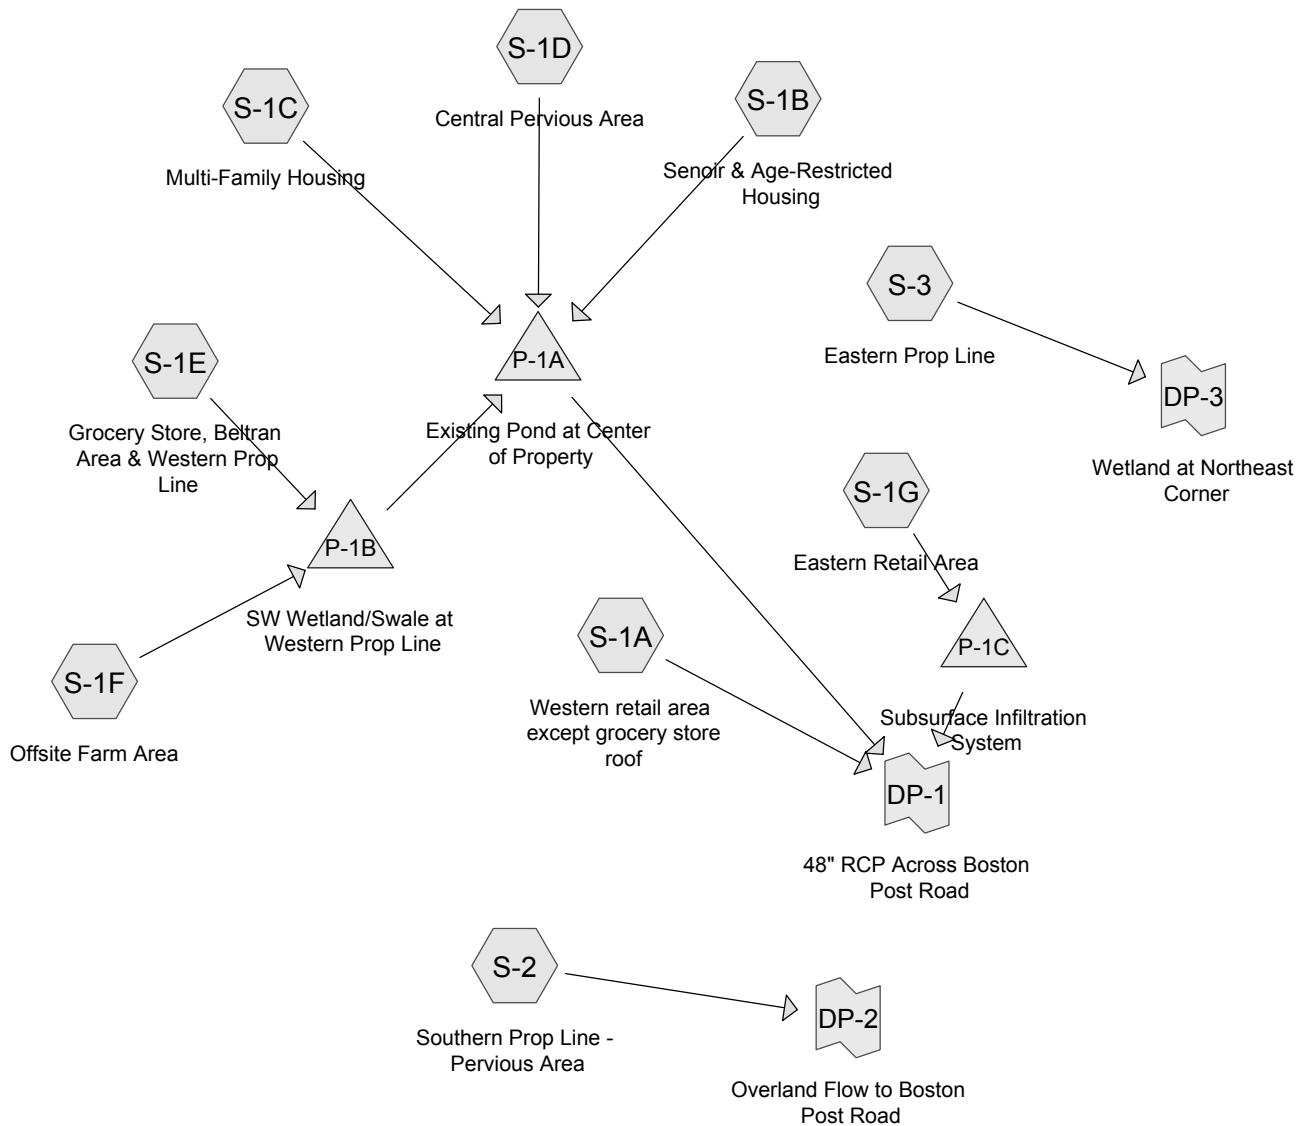 S-1D
Central Pervious Area
S-1C
Multi-Family Housing
S-1B
Senoir & Age-Restricted
Housing
S-3
Eastern Prop Line
P-1A
Existing Pond at Center
of Property
S-1E
Grocery Store, Beltran
Area & Western Prop
Line
DP-3
Wetland at Northeast
Corner
S-1G
Eastern Retail Area
P-1B
SW Wetland/Swale at
Western Prop Line
S-1F
Offsite Farm Area
S-1A
Western retail area
except grocery store
roof
P-1C
Subsurface Infiltration
System
DP-1
48" RCP Across Boston
Post Road
S-2
Southern Prop Line -
Pervious Area
DP-2
Overland Flow to Boston
Post Road